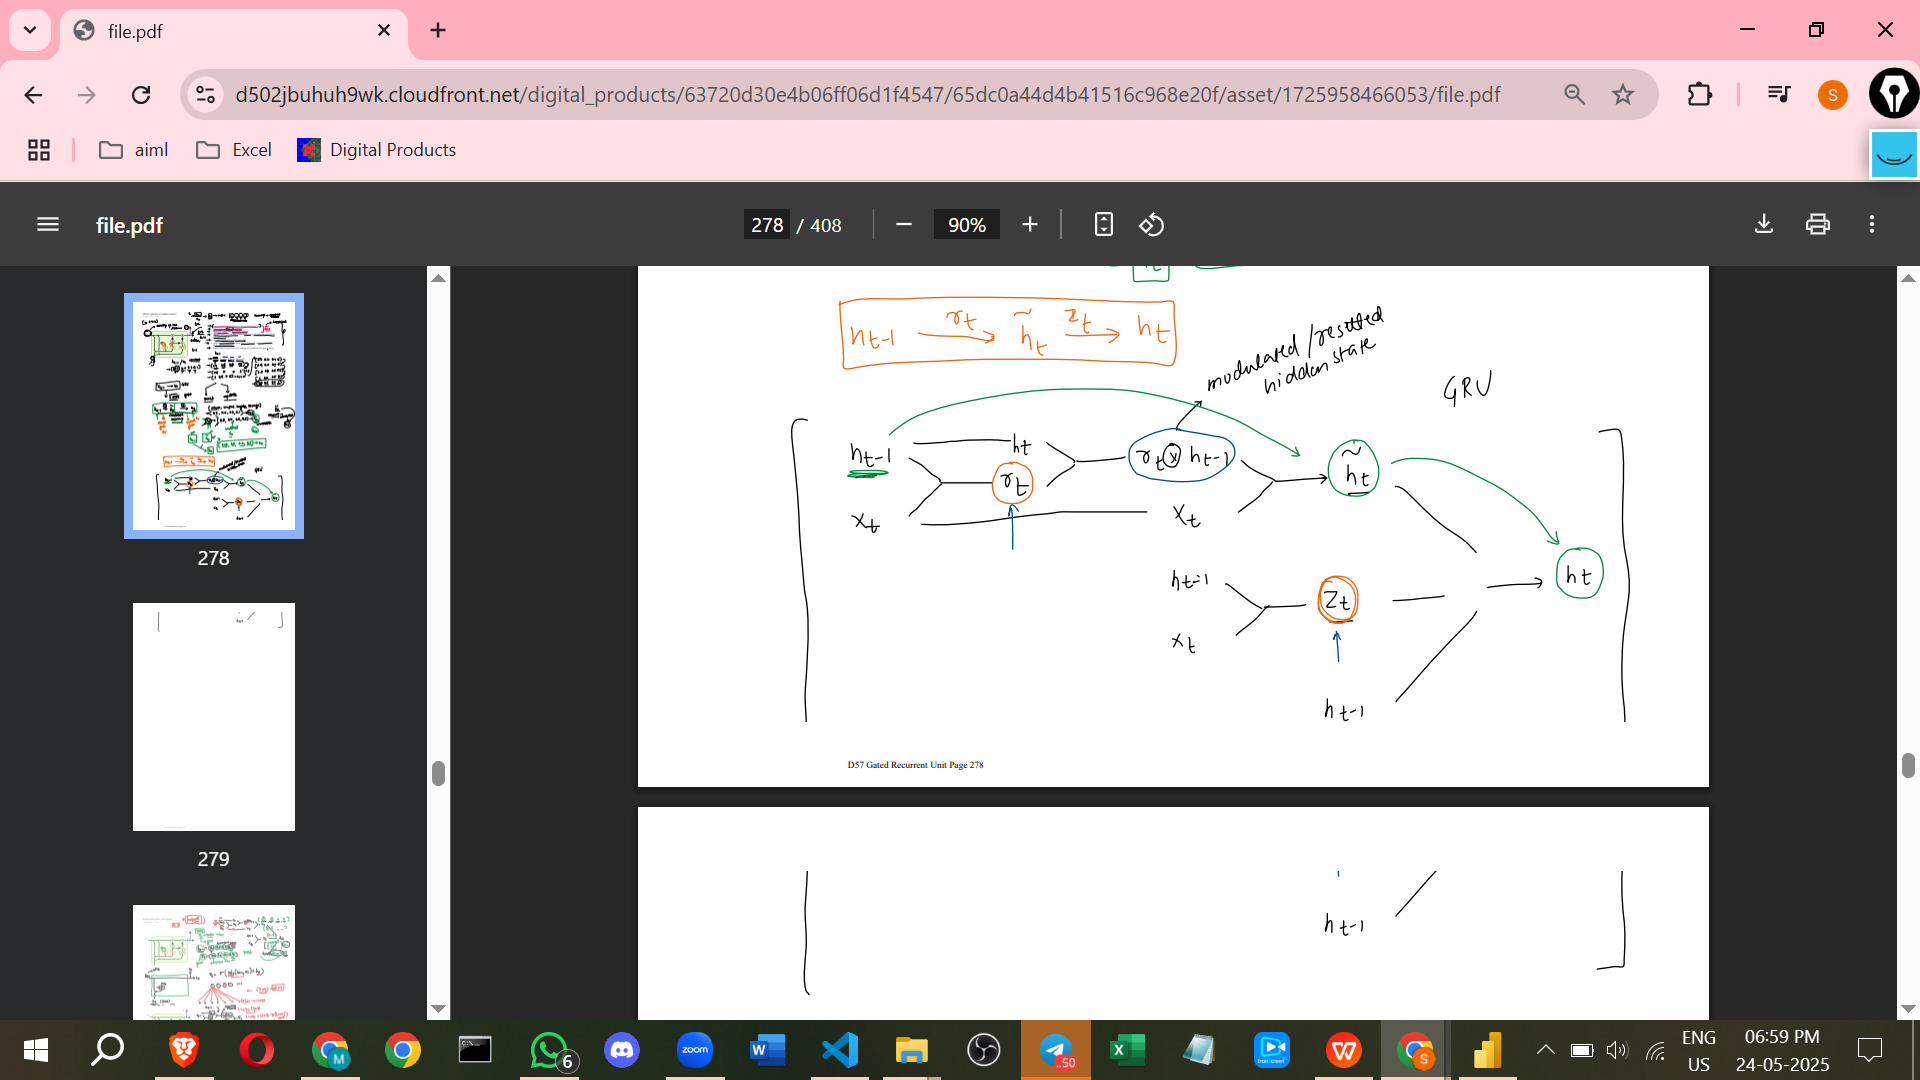 file.pdf
d502jbuhuh9wk.cloudfront.net/digital_products/63720d30e4b06ff06d1f4547/65dc0a44d4b41516c968e20f/asset/1725958466053/file.pdf
S
aiml
Excel
Digital Products
file.pdf
278 / 408
90%
278
279
h t-1 rt h̃t zt ht
modulated/resetted
hidden state
GRU
ht-1
ht
rt ⊗ ht-1
h̃t
rt
xt
xt
ht-1
zt
ht
xt
ht-1
D57 Gated Recurrent Unit Page 278
ht-1
M
6
zoom
..50
S
ENG
US
06:59 PM
24-05-2025